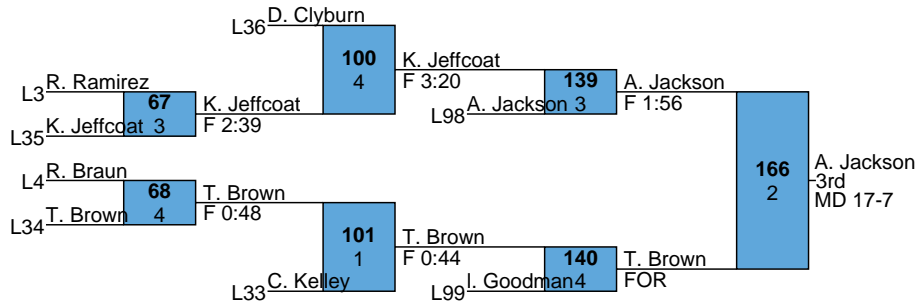 L36 D. Clyburn
100
4
K. Jeffcoat
F 3:20
L3 R. Ramirez
67
3
K. Jeffcoat
F 2:39
L35 K. Jeffcoat
139
3
L98 A. Jackson
A. Jackson
F 1:56
166
2
A. Jackson
3rd
MD 17-7
L4 R. Braun
68
4
T. Brown
F 0:48
L34 T. Brown
101
1
T. Brown
F 0:44
L33 C. Kelley
140
4
L99 I. Goodman
T. Brown
FOR